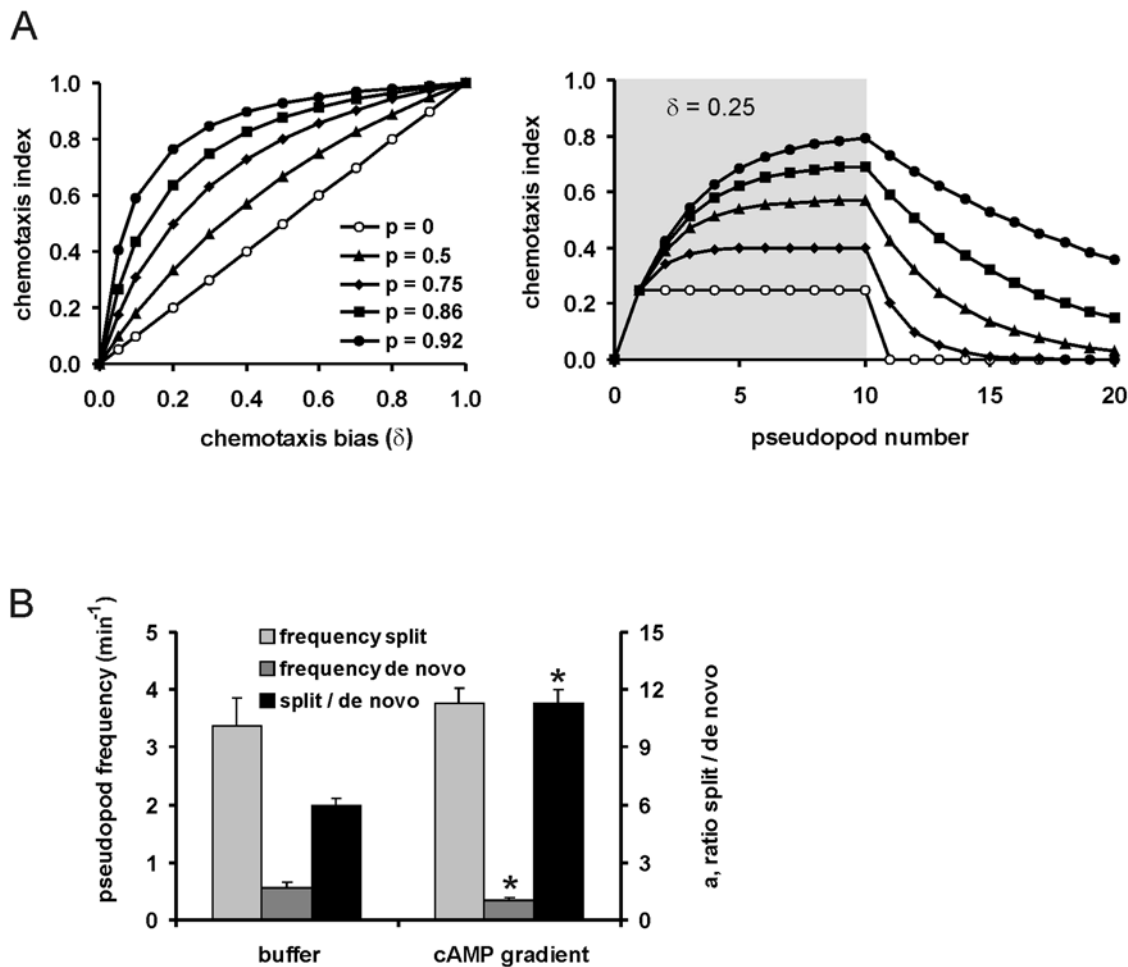 A
1.0
0.8
0.6
0.4
0.2
0.0
chemotaxis index
0.0 0.2 0.4 0.6 0.8 1.0
chemotaxis bias (δ)
p = 0
p = 0.5
p = 0.75
p = 0.86
p = 0.92
1.0
0.8
0.6
0.4
0.2
0.0
chemotaxis index
δ = 0.25
0 5 10 15 20
pseudopod number
B
5
4
3
2
1
0
pseudopod frequency (min⁻¹)
frequency split
frequency de novo
split / de novo
*
*
15
12
9
6
3
0
a, ratio split / de novo
buffer cAMP gradient